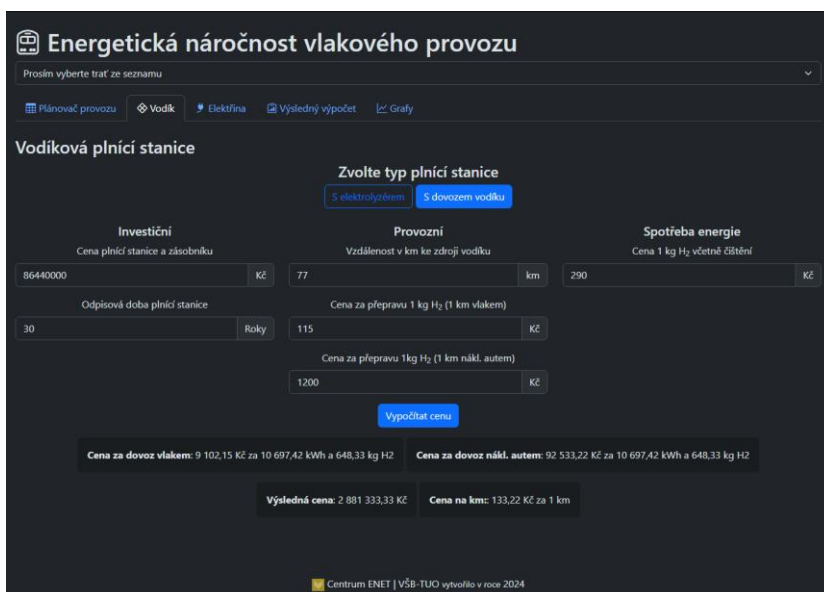 Energetická náročnost vlakového provozu
Prosím vyberte trať ze seznamu
Plánovač provozu Vodík Elektřina Výsledný výpočet Grafy
Vodíková plnící stanice
Zvolte typ plnící stanice
S elektrolyzérem S dovozem vodíku
Investiční Provozní Spotřeba energie
Cena plnící stanice a zásobníku Vzdálenost v km ke zdroji vodíku Cena 1 kg H₂ včetně čištění
86440000 Kč 77 km 290 Kč
Odpisová doba plnící stanice Cena za přepravu 1 kg H₂ (1 km vlakem)
30 Roky 115 Kč
Cena za přepravu 1kg H₂ (1 km nákl. autem)
1200 Kč
Vypočítat cenu
Cena za dovoz vlakem: 9 102,15 Kč za 10 697,42 kWh a 648,33 kg H2 Cena za dovoz nákl. autem: 92 533,22 Kč za 10 697,42 kWh a 648,33 kg H2
Výsledná cena: 2 881 333,33 Kč Cena na km:: 133,22 Kč za 1 km
Centrum ENET | VŠB-TUO vytvořilo v roce 2024